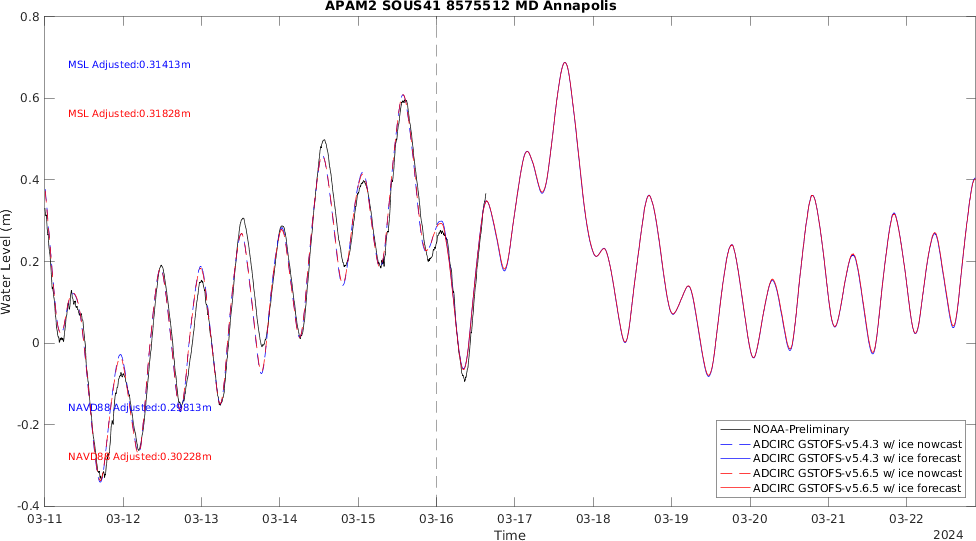 APAM2 SOUS41 8575512 MD Annapolis
0.8
MSL Adjusted:0.31413m
0.6
MSL Adjusted:0.31828m
0.4
Water Level (m)
0.2
0
NAVD88 Adjusted:0.29813m
-0.2
NAVD88 Adjusted:0.30228m
-0.4
NOAA-Preliminary
ADCIRC GSTOFS-v5.4.3 w/ ice nowcast
ADCIRC GSTOFS-v5.4.3 w/ ice forecast
ADCIRC GSTOFS-v5.6.5 w/ ice nowcast
ADCIRC GSTOFS-v5.6.5 w/ ice forecast
03-11 03-12 03-13 03-14 03-15 03-16 03-17 03-18 03-19 03-20 03-21 03-22
Time
2024